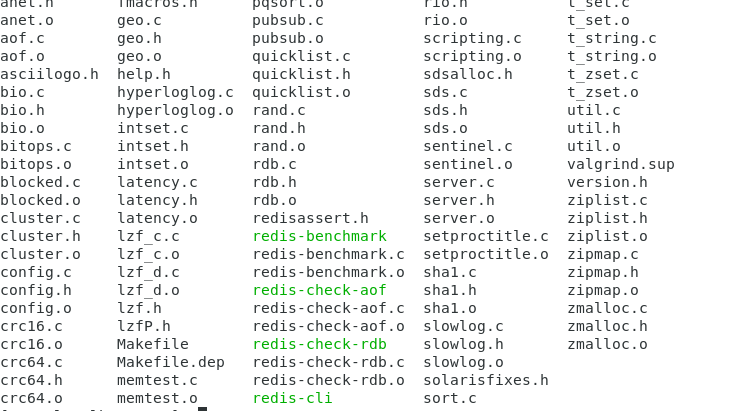 anet.h fmacros.h pqsort.o rio.h t_set.c
anet.o geo.c pubsub.c rio.o t_set.o
aof.c geo.h pubsub.o scripting.c t_string.c
aof.o geo.o quicklist.c scripting.o t_string.o
asciilogo.h help.h quicklist.h sdsalloc.h t_zset.c
bio.c hyperloglog.c quicklist.o sds.c t_zset.o
bio.h hyperloglog.o rand.c sds.h util.c
bio.o intset.c rand.h sds.o util.h
bitops.c intset.h rand.o sentinel.c util.o
bitops.o intset.o rdb.c sentinel.o valgrind.sup
blocked.c latency.c rdb.h server.c version.h
blocked.o latency.h rdb.o server.h ziplist.c
cluster.c latency.o redisassert.h server.o ziplist.h
cluster.h lzf_c.c redis-benchmark setproctitle.c ziplist.o
cluster.o lzf_c.o redis-benchmark.c setproctitle.o zipmap.c
config.c lzf_d.c redis-benchmark.o sha1.c zipmap.h
config.h lzf_d.o redis-check-aof sha1.h zipmap.o
config.o lzf.h redis-check-aof.c sha1.o zmalloc.c
crc16.c lzfP.h redis-check-aof.o slowlog.c zmalloc.h
crc16.o Makefile redis-check-rdb slowlog.h zmalloc.o
crc64.c Makefile.dep redis-check-rdb.c slowlog.o
crc64.h memtest.c redis-check-rdb.o solarisfixes.h
crc64.o memtest.o redis-cli sort.c